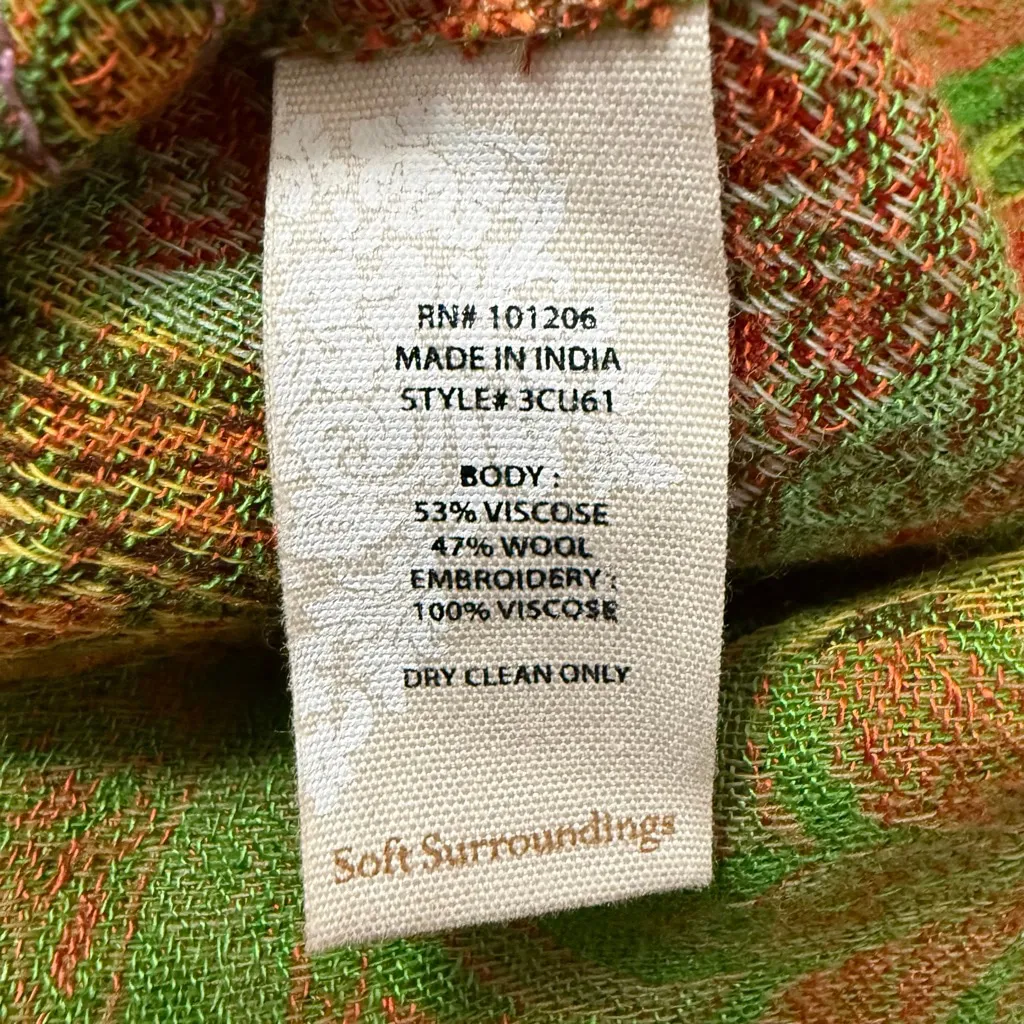 RN# 101206
MADE IN INDIA
STYLE# 3CU61
BODY :
53% VISCOSE
47% WOOL
EMBROIDERY :
100% VISCOSE
DRY CLEAN ONLY
Soft Surroundings